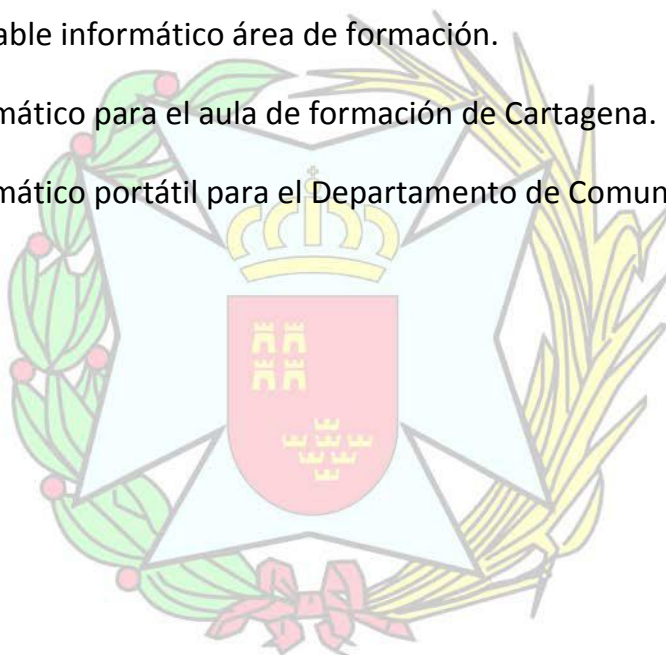 able informático área de formación.
mático para el aula de formación de Cartagena.
mático portátil para el Departamento de Comun